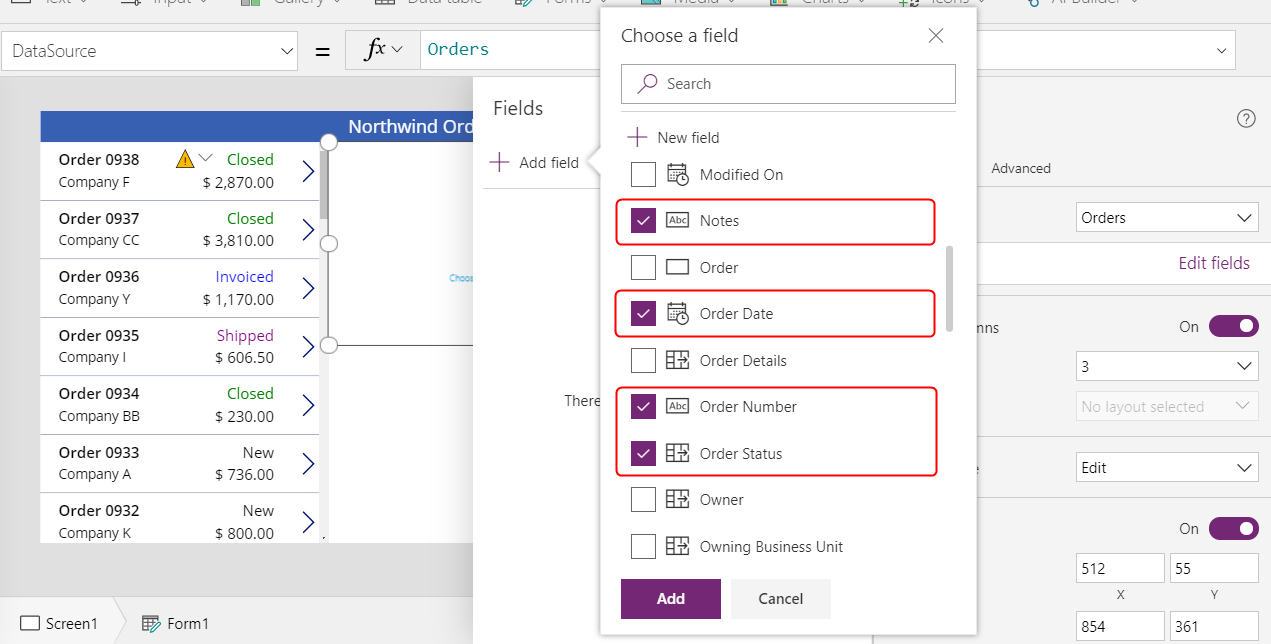 Text Input Gallery Data table Forms Media Charts Icons AI Builder
DataSource = fx Orders
Choose a field
Search
New field
Modified On
Abc Notes
Order
Order Date
Order Details
Abc Order Number
Order Status
Owner
Owning Business Unit
Add Cancel
Fields
Add field
There
Northwind Ord
Order 0938 Closed
Company F $ 2,870.00
Order 0937 Closed
Company CC $ 3,810.00
Order 0936 Invoiced
Company Y $ 1,170.00
Order 0935 Shipped
Company I $ 606.50
Order 0934 Closed
Company BB $ 230.00
Order 0933 New
Company A $ 736.00
Order 0932 New
Company K $ 800.00
Choos
?
Advanced
Orders
Edit fields
mns On
3
No layout selected
Edit
On
512 55
X Y
854 361
Screen1 Form1